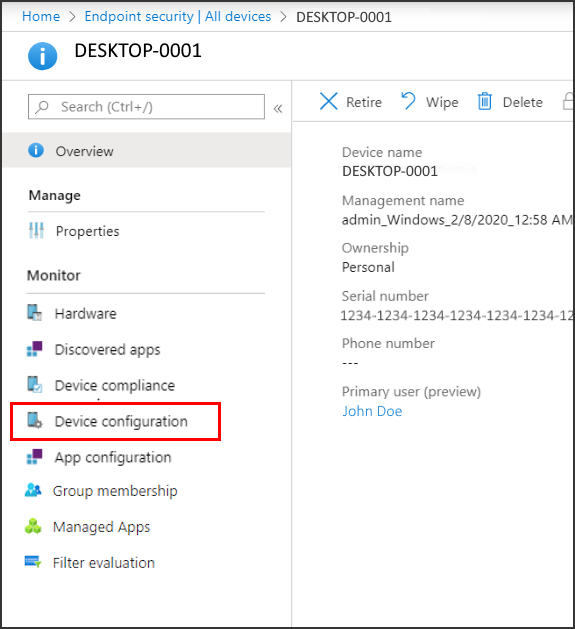 Home > Endpoint security | All devices > DESKTOP-0001
DESKTOP-0001
Search (Ctrl+/)
«
Retire
Wipe
Delete
Overview
Manage
Properties
Monitor
Hardware
Discovered apps
Device compliance
Device configuration
App configuration
Group membership
Managed Apps
Filter evaluation
Device name
DESKTOP-0001
Management name
admin_Windows_2/8/2020_12:58 AM
Ownership
Personal
Serial number
1234-1234-1234-1234-1234-12
Phone number
---
Primary user (preview)
John Doe